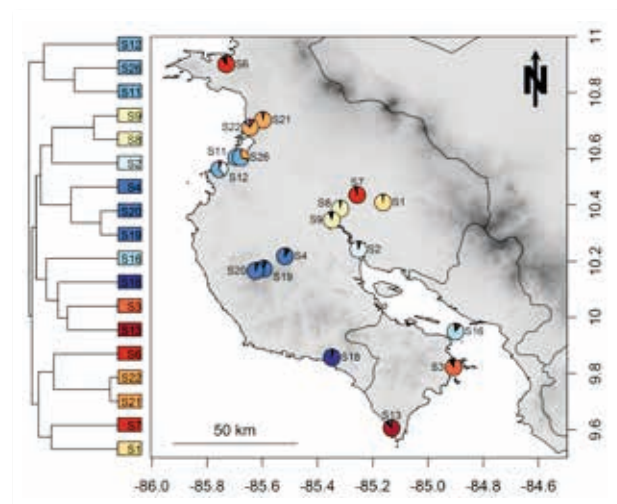 S12
S26
S11
S9
S8
S2
S4
S20
S19
S16
S18
S3
S13
S6
S22
S21
S7
S1
S6
N
S22 S21
S11 S26
S12
S7
S8 S1
S9
S2
S4
S20 S19
S16
S18
S3
S13
50 km
11
10.8
10.6
10.4
10.2
10
9.8
9.6
-86.0 -85.8 -85.6 -85.4 -85.2 -85.0 -84.8 -84.6